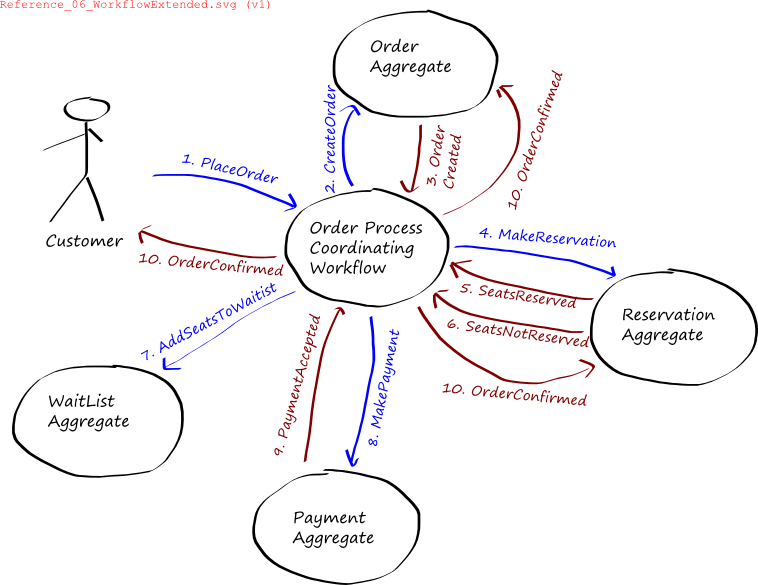 Reference_06_WorkflowExtended.svg (v1)
Order
Aggregate
2. CreateOrder
3. Order
Created
10. OrderConfirmed
1. PlaceOrder
Customer
Order Process
Coordinating
Workflow
4. MakeReservation
10. OrderConfirmed
5. SeatsReserved
6. SeatsNotReserved
Reservation
Aggregate
7. AddSeatsToWaitist
9. PaymentAccepted
8. MakePayment
10. OrderConfirmed
WaitList
Aggregate
Payment
Aggregate